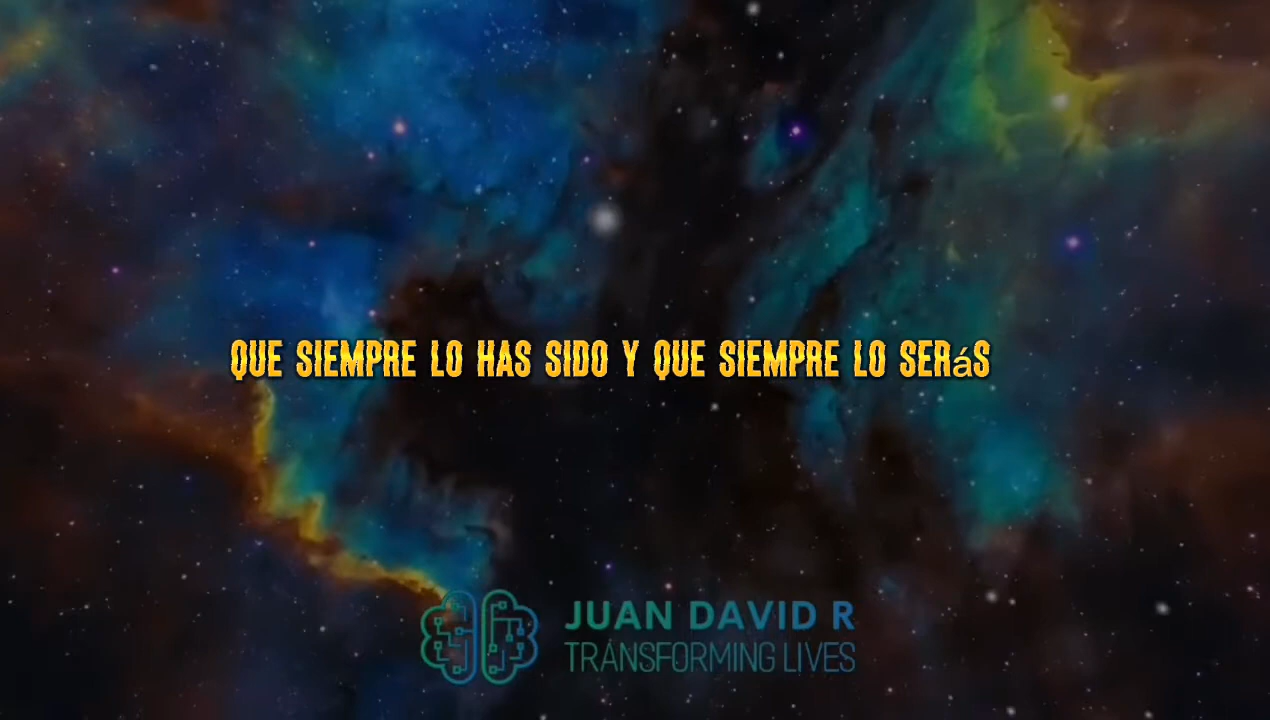 QUE SIEMPRE LO HAS SIDO Y QUE SIEMPRE LO SERáS
JUAN DAVID R
TRANSFORMING LIVES